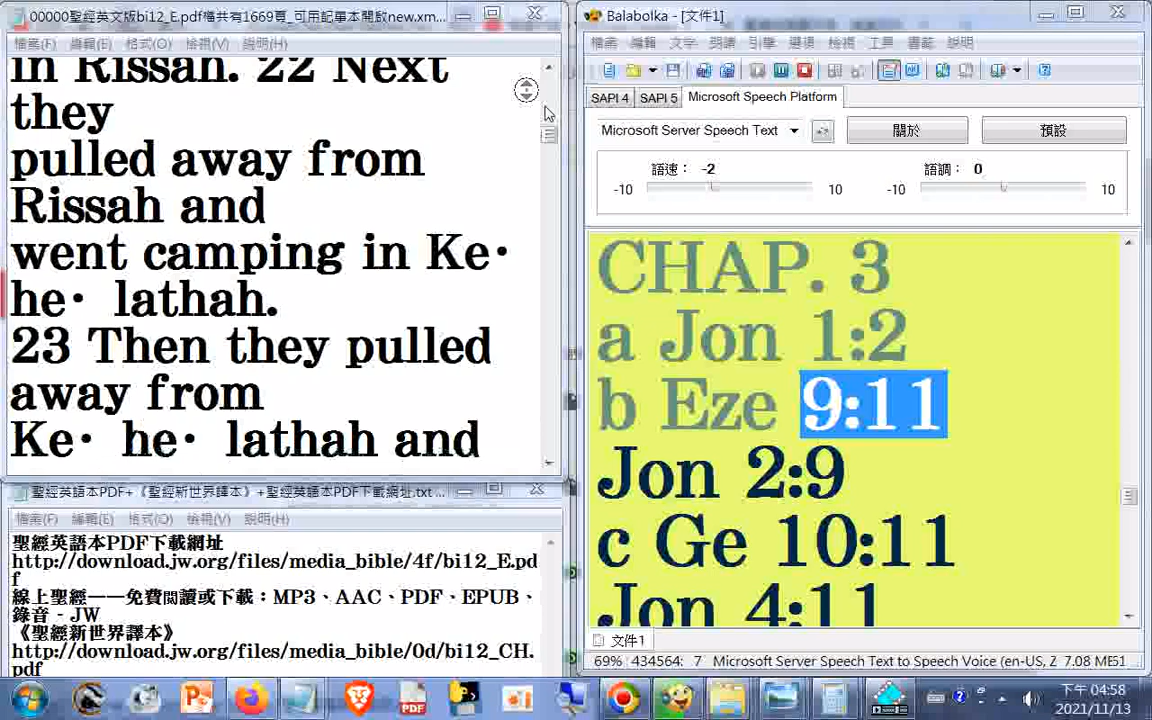 00000聖經英文版bi12_E.pdf檔共有1669頁_可用記事本開啟new.xm...
檔案(F) 編輯(E) 格式(O) 檢視(V) 說明(H)
in Rissah. 22 Next
they
pulled away from
Rissah and
went camping in Ke·
he· lathah.
23 Then they pulled
away from
Ke· he· lathah and
聖經英語本PDF+《聖經新世界譯本》+聖經英語本PDF下載網址.txt ...
檔案(F) 編輯(E) 格式(O) 檢視(V) 說明(H)
聖經英語本PDF下載網址
http://download.jw.org/files/media_bible/4f/bi12_E.pd
f
線上聖經——免費閱讀或下載：MP3、AAC、PDF、EPUB、
錄音 - JW
《聖經新世界譯本》
http://download.jw.org/files/media_bible/0d/bi12_CH.
pdf
Balabolka - [文件1]
檔案 編輯 文字 朗讀 引擎 選項 檢視 工具 書籤 說明
SAPI 4 SAPI 5 Microsoft Speech Platform
Microsoft Server Speech Text 關於 預設
語速： -2 語調： 0
-10 10 -10 10
CHAP. 3
a Jon 1:2
b Eze 9:11
Jon 2:9
c Ge 10:11
Jon 4:11
文件1
69% 434564: 7 Microsoft Server Speech Text to Speech Voice (en-US, Z 7.08 ME51
PDF
下午 04:58
2021/11/13